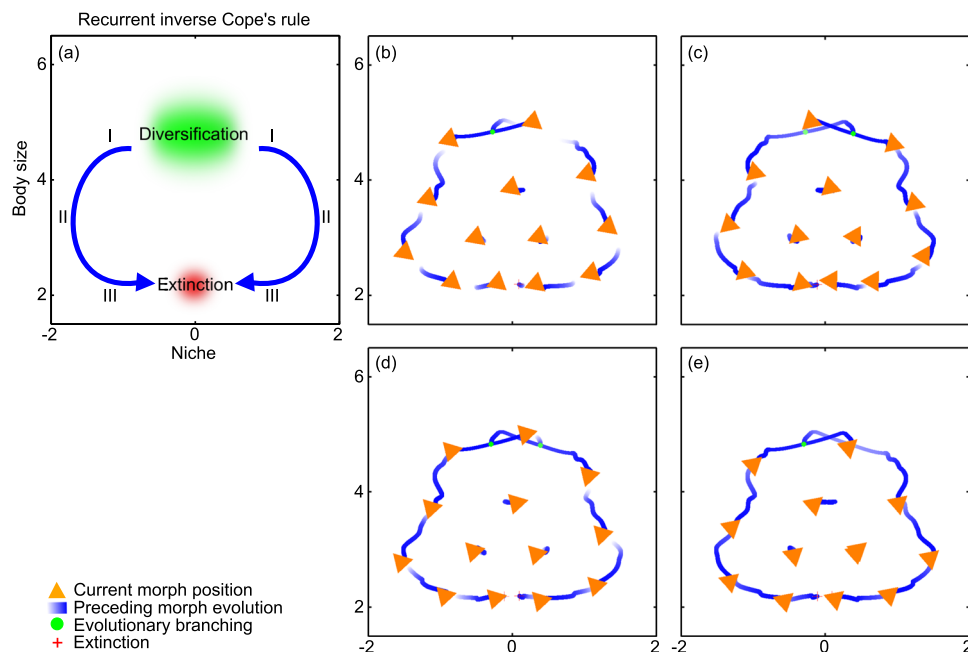 Recurrent inverse Cope's rule
(a)
(b)
(c)
6
6
I
Diversification
I
4
4
Body size
II
II
Extinction
2
2
III
III
-2
0
2
Niche
(d)
(e)
6
4
2
-2
0
2
-2
0
2
Current morph position
Preceding morph evolution
Evolutionary branching
Extinction